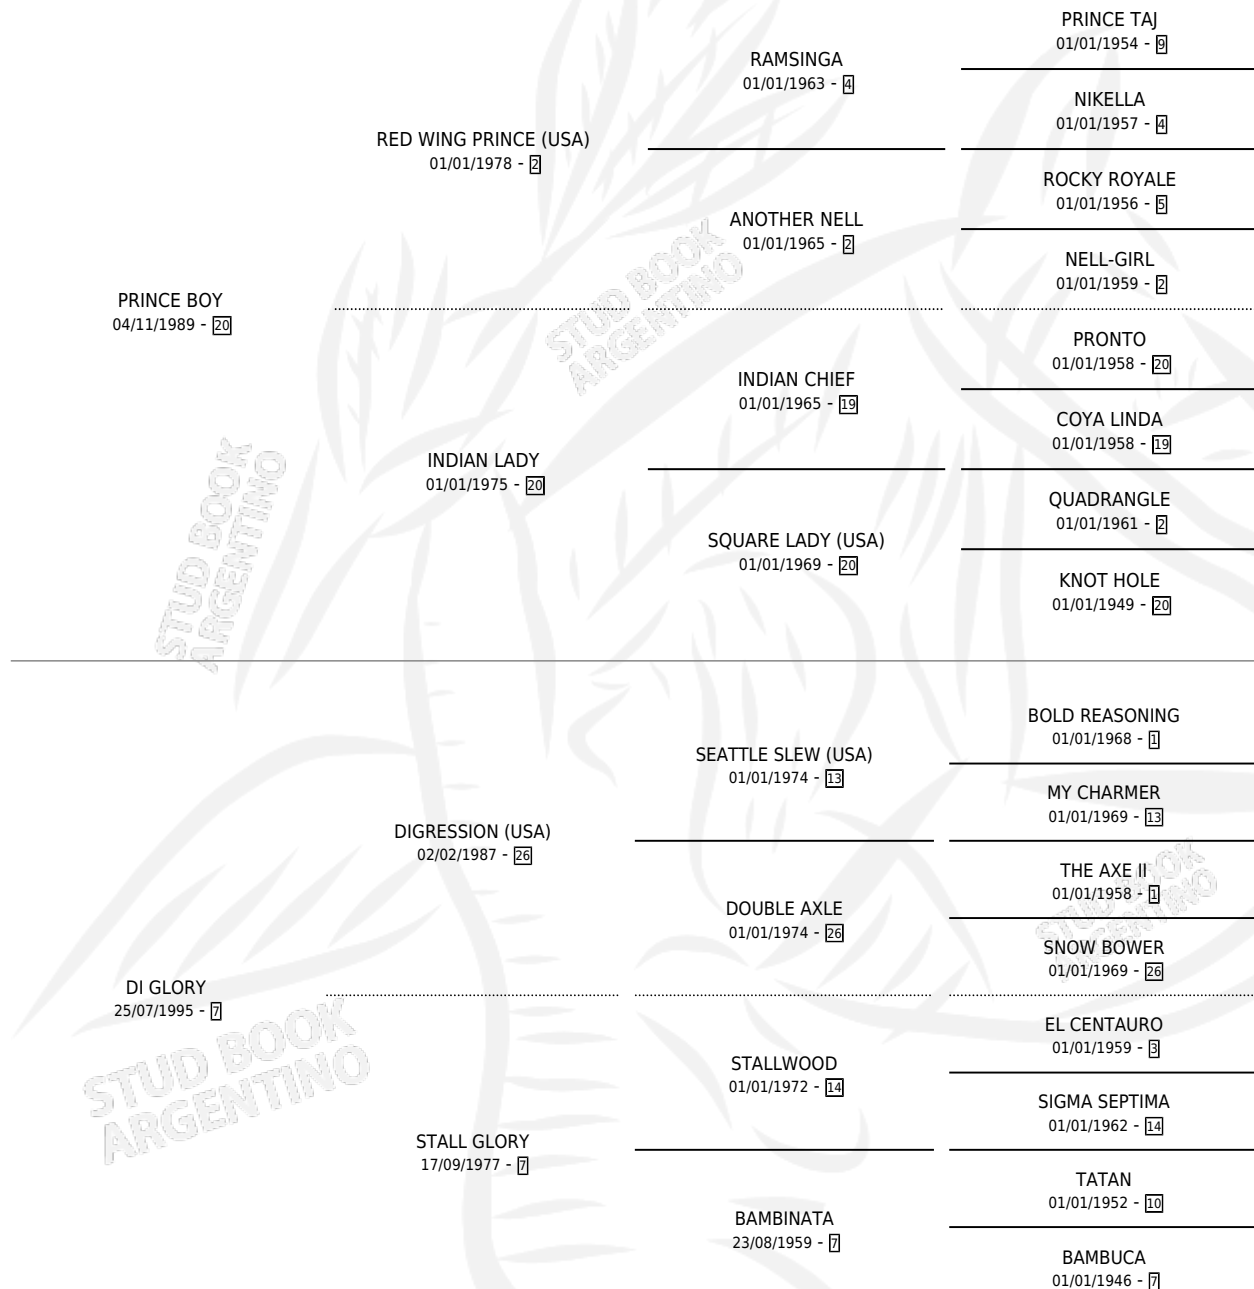 PRINCE TAJ
01/01/1954 - 9
RAMSINGA
01/01/1963 - 4
NIKELLA
01/01/1957 - 4
RED WING PRINCE (USA)
01/01/1978 - 2
ROCKY ROYALE
01/01/1956 - 5
ANOTHER NELL
01/01/1965 - 2
NELL-GIRL
01/01/1959 - 2
PRINCE BOY
04/11/1989 - 20
PRONTO
01/01/1958 - 20
INDIAN CHIEF
01/01/1965 - 19
COYA LINDA
01/01/1958 - 19
INDIAN LADY
01/01/1975 - 20
QUADRANGLE
01/01/1961 - 2
SQUARE LADY (USA)
01/01/1969 - 20
KNOT HOLE
01/01/1949 - 20
BOLD REASONING
01/01/1968 - 1
SEATTLE SLEW (USA)
01/01/1974 - 13
MY CHARMER
01/01/1969 - 13
DIGRESSION (USA)
02/02/1987 - 26
THE AXE II
01/01/1958 - 1
DOUBLE AXLE
01/01/1974 - 26
SNOW BOWER
01/01/1969 - 26
DI GLORY
25/07/1995 - 7
EL CENTAURO
01/01/1959 - 3
STALLWOOD
01/01/1972 - 14
SIGMA SEPTIMA
01/01/1962 - 14
STALL GLORY
17/09/1977 - 7
TATAN
01/01/1952 - 10
BAMBINATA
23/08/1959 - 7
BAMBUCA
01/01/1946 - 7
STUD BOOK
ARGENTINO
STUD BOOK
ARGENTINO
STUD BOOK
ARGENTINO
STUD BOOK
ARGENTINO